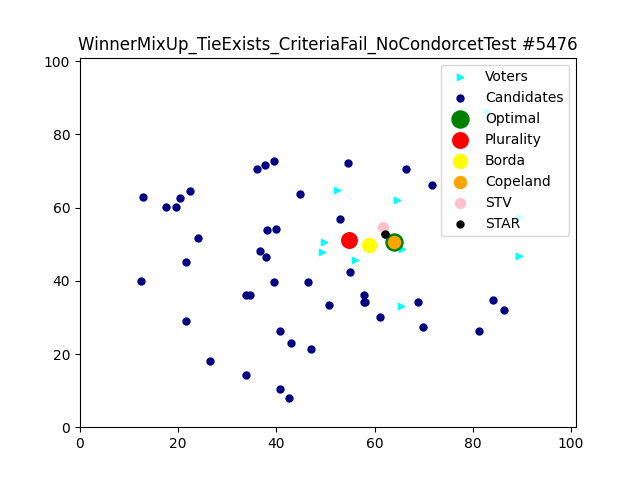 WinnerMixUp_TieExists_CriteriaFail_NoCondorcetTest #5476
100
80
60
40
20
0
0 20 40 60 80 100
Voters
Candidates
Optimal
Plurality
Borda
Copeland
STV
STAR